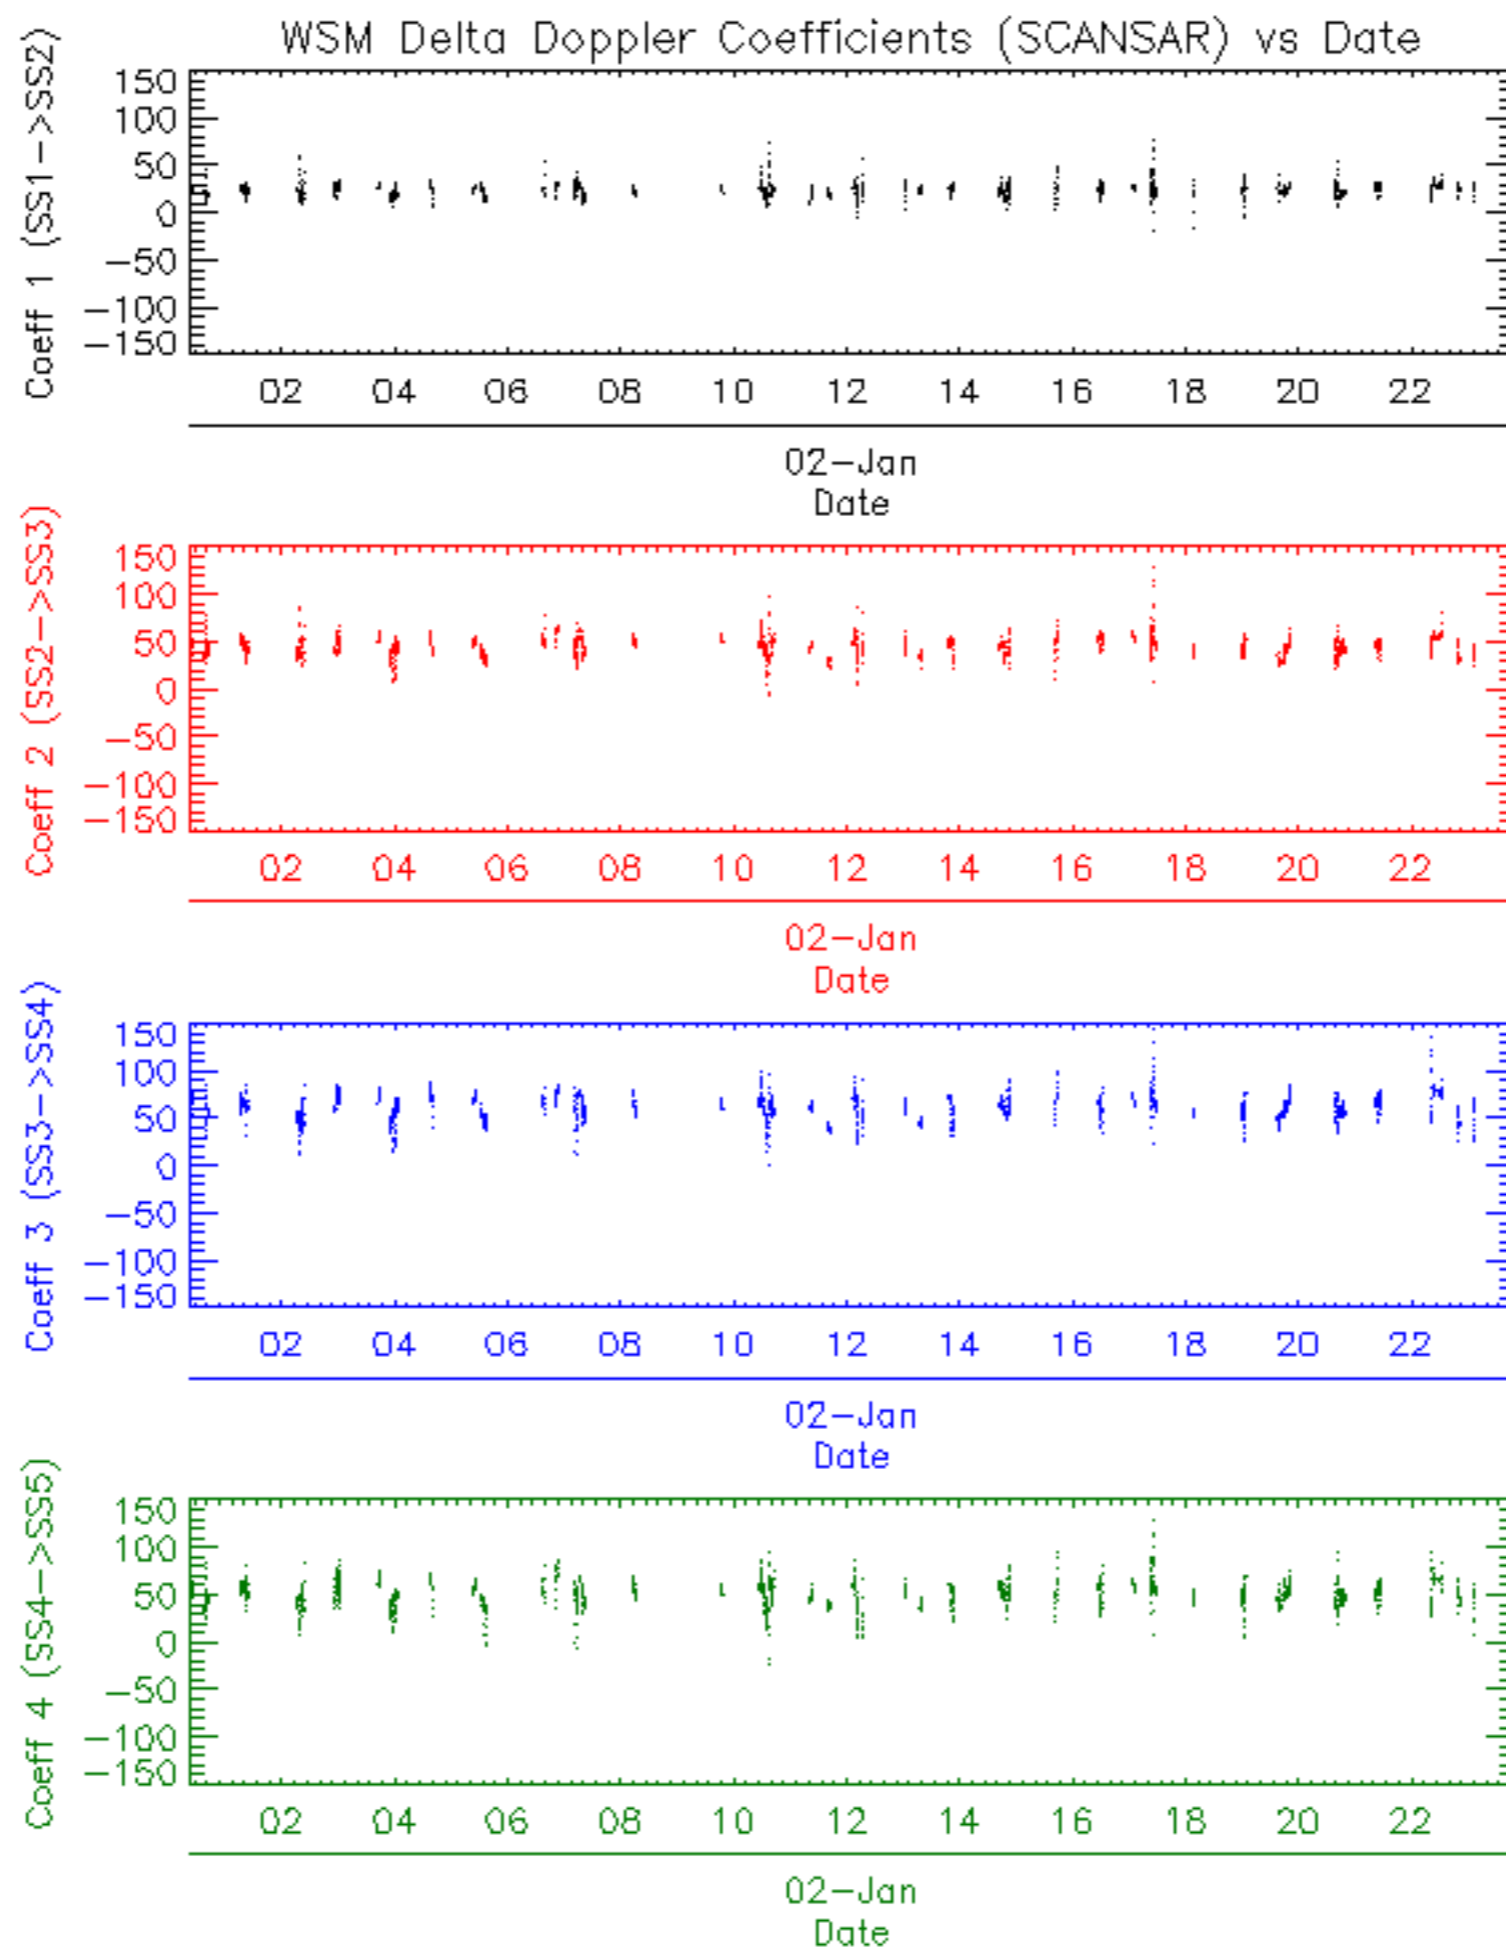 WSM Delta Doppler Coefficients (SCANSAR) vs Date
Coeff 1 (SS1->SS2)
150
100
50
0
-50
-100
-150
02 04 06 08 10 12 14 16 18 20 22
02-Jan
Date
Coeff 2 (SS2->SS3)
150
100
50
0
-50
-100
-150
02 04 06 08 10 12 14 16 18 20 22
02-Jan
Date
Coeff 3 (SS3->SS4)
150
100
50
0
-50
-100
-150
02 04 06 08 10 12 14 16 18 20 22
02-Jan
Date
Coeff 4 (SS4->SS5)
150
100
50
0
-50
-100
-150
02 04 06 08 10 12 14 16 18 20 22
02-Jan
Date